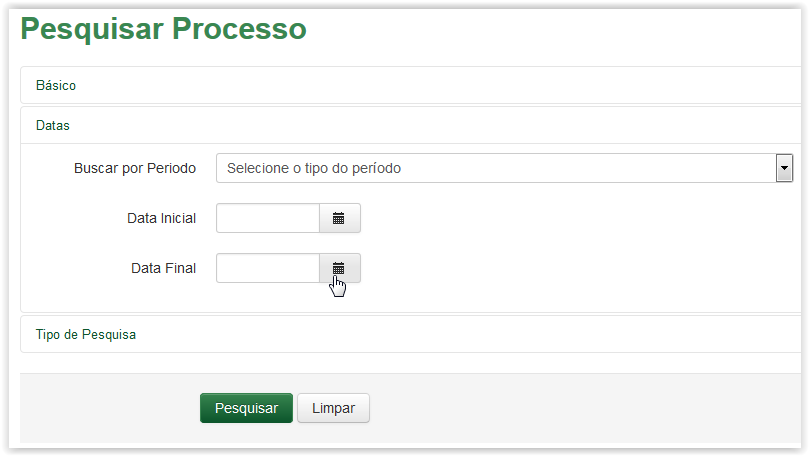 Pesquisar Processo
Básico
Datas
Buscar por Periodo
Selecione o tipo do período
Data Inicial
Data Final
Tipo de Pesquisa
Pesquisar
Limpar